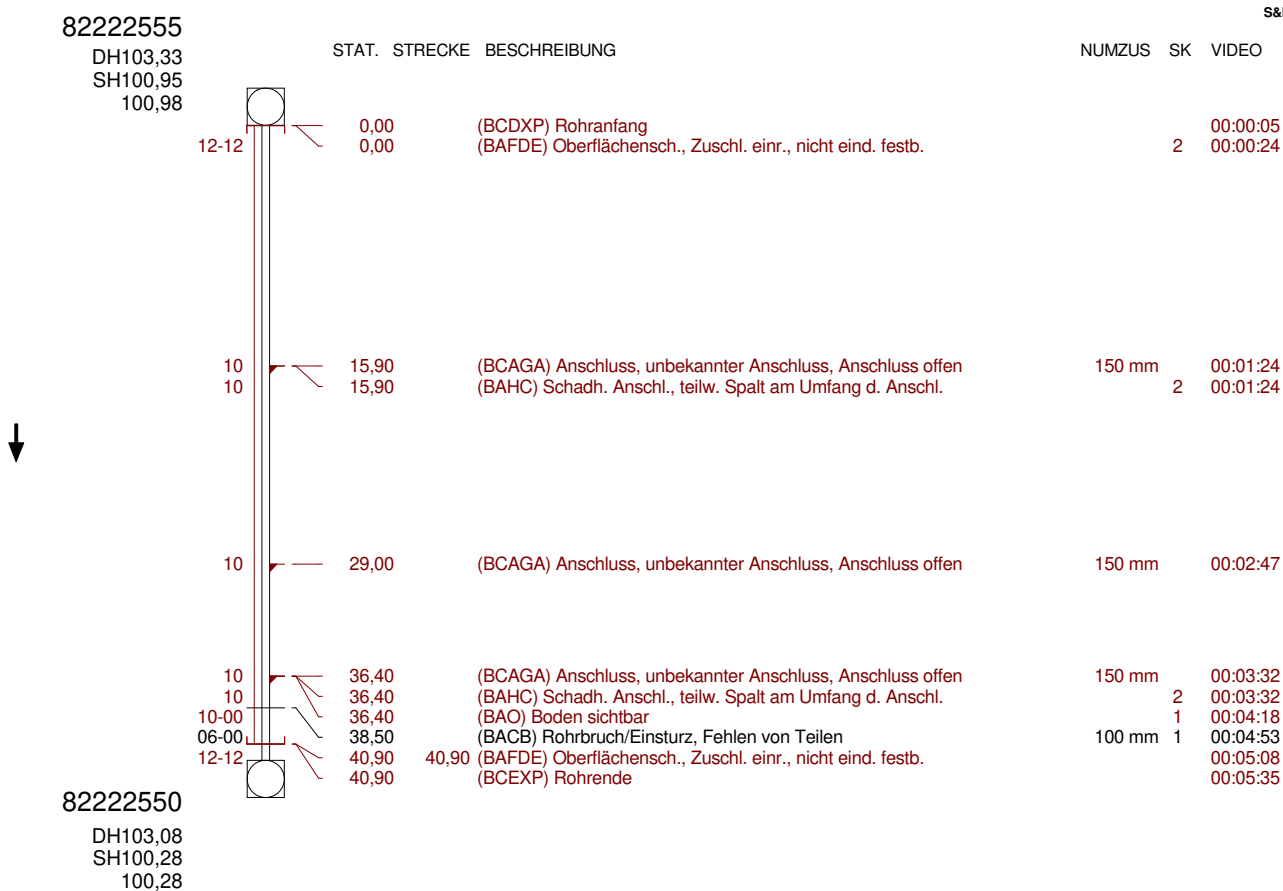 S&
82222555
DH103,33
SH100,95
100,98
STAT. STRECKE BESCHREIBUNG NUMZUS SK VIDEO
0,00 (BCDXP) Rohranfang 00:00:05
12-12 0,00 (BAFDE) Oberflächensch., Zuschl. einr., nicht eind. festb. 2 00:00:24
10 15,90 (BCAGA) Anschluss, unbekannter Anschluss, Anschluss offen 150 mm 00:01:24
10 15,90 (BAHC) Schadh. Anschl., teilw. Spalt am Umfang d. Anschl. 2 00:01:24
10 29,00 (BCAGA) Anschluss, unbekannter Anschluss, Anschluss offen 150 mm 00:02:47
10 36,40 (BCAGA) Anschluss, unbekannter Anschluss, Anschluss offen 150 mm 00:03:32
10 36,40 (BAHC) Schadh. Anschl., teilw. Spalt am Umfang d. Anschl. 2 00:03:32
10-00 36,40 (BAO) Boden sichtbar 1 00:04:18
06-00 38,50 (BACB) Rohrbruch/Einsturz, Fehlen von Teilen 100 mm 1 00:04:53
12-12 40,90 40,90 (BAFDE) Oberflächensch., Zuschl. einr., nicht eind. festb. 00:05:08
40,90 (BCEXP) Rohrende 00:05:35
82222550
DH103,08
SH100,28
100,28